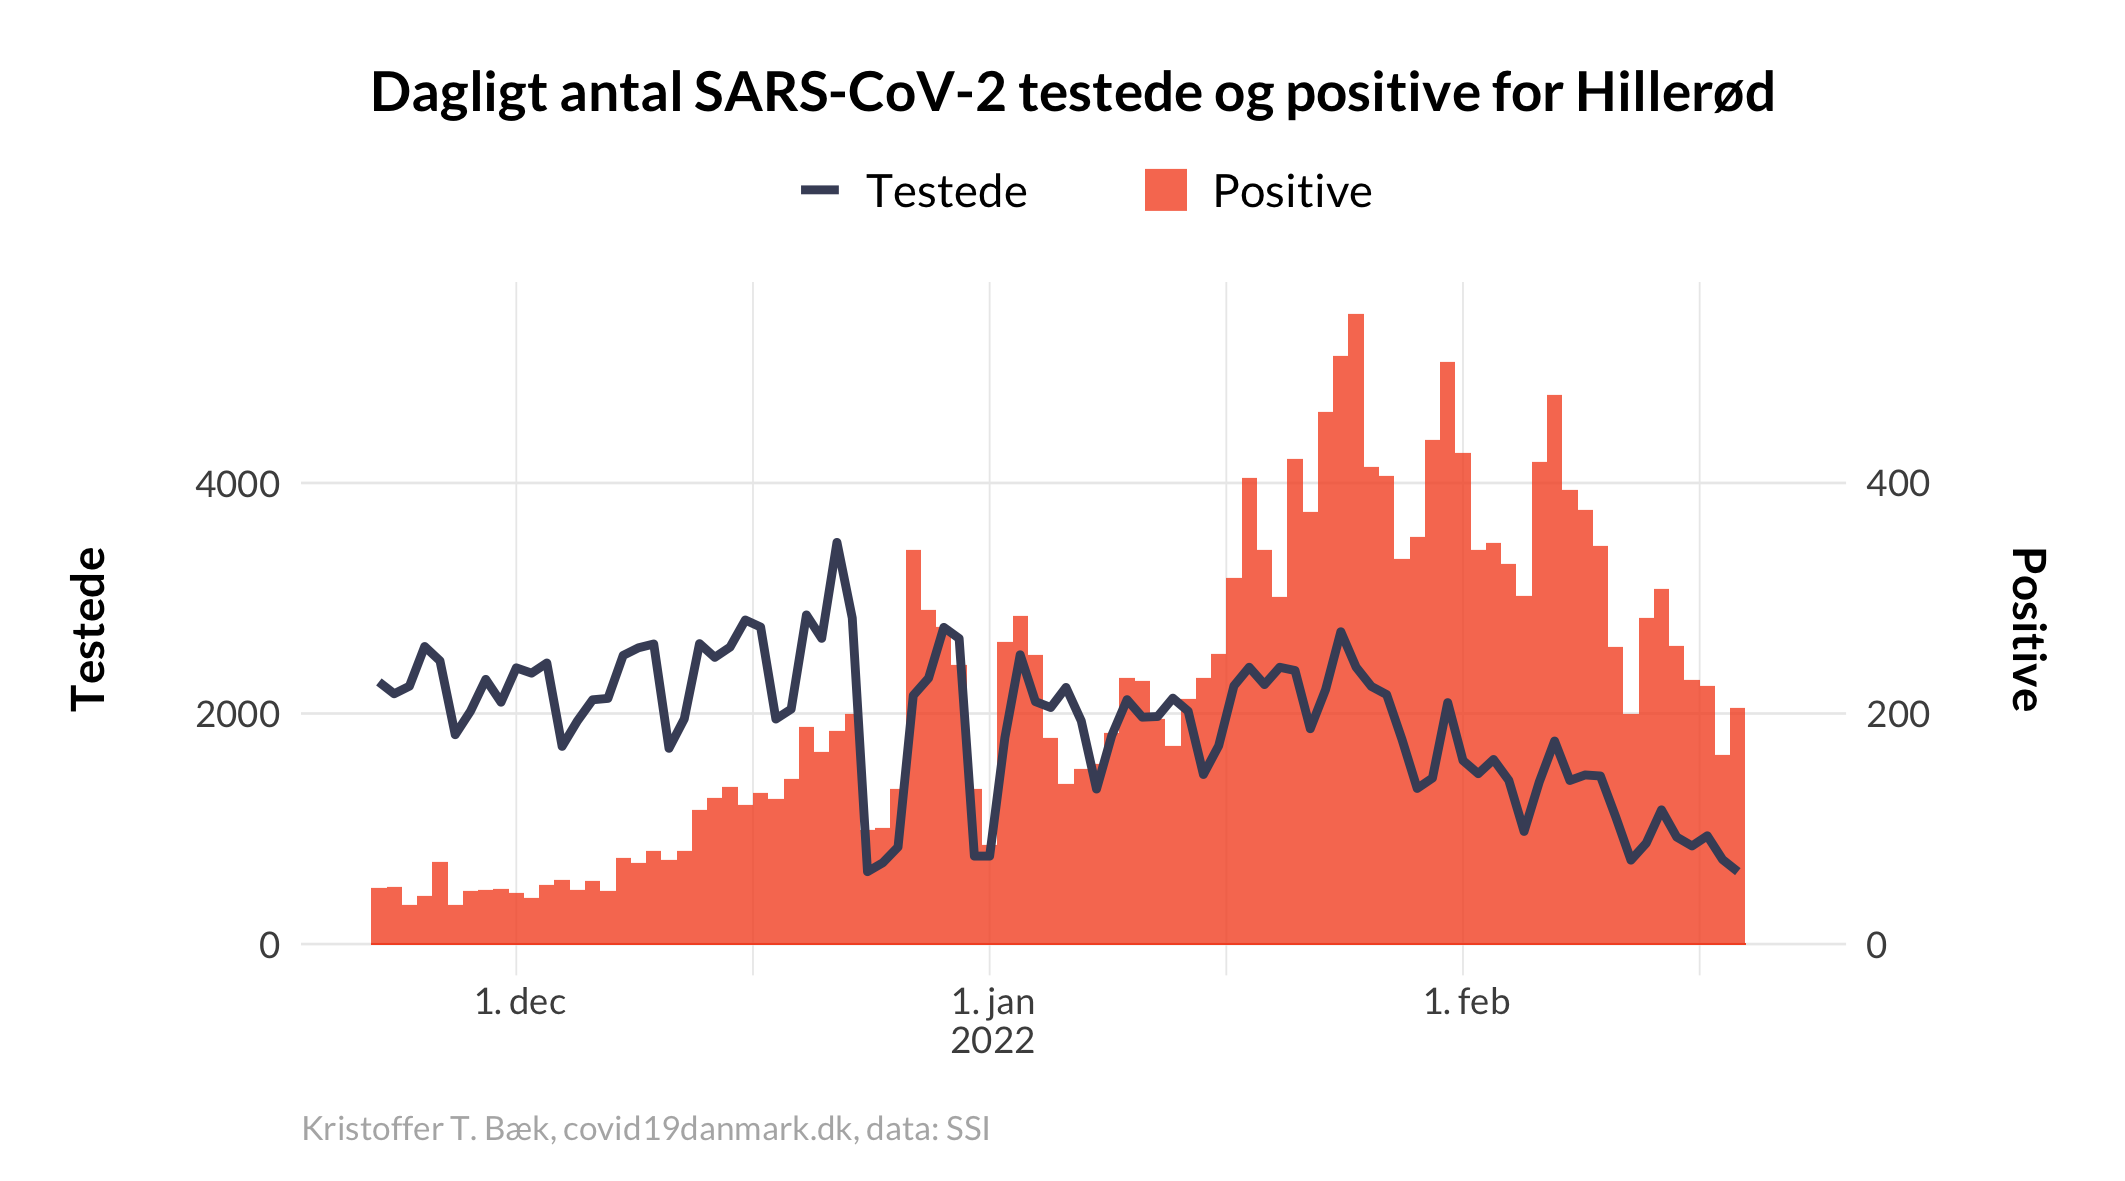 Dagligt antal SARS-CoV-2 testede og positive for Hillerød
Testede
Positive
4000
2000
0
400
200
0
Testede
Positive
1. dec
1. jan
2022
1. feb
Kristoffer T. Bæk, covid19danmark.dk, data: SSI